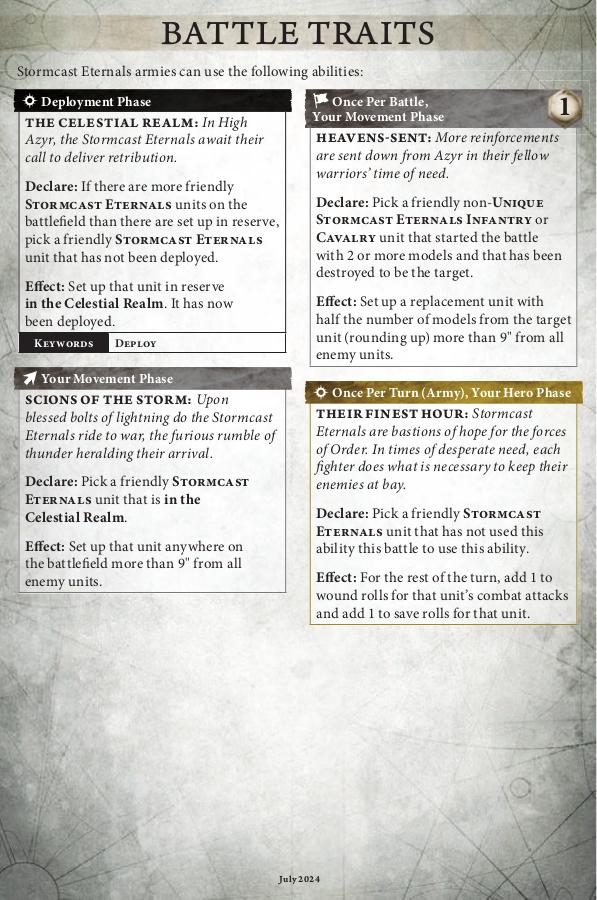 BATTLE TRAITS
Stormcast Eternals armies can use the following abilities:
Deployment Phase
THE CELESTIAL REALM: In High
Azyr, the Stormcast Eternals await their
call to deliver retribution.
Declare: If there are more friendly
STORMCAST ETERNALS units on the
battlefield than there are set up in reserve,
pick a friendly STORMCAST ETERNALS
unit that has not been deployed.
Effect: Set up that unit in reserve
in the Celestial Realm. It has now
been deployed.
KEYWORDS DEPLOY
Your Movement Phase
SCIONS OF THE STORM: Upon
blessed bolts of lightning do the Stormcast
Eternals ride to war, the furious rumble of
thunder heralding their arrival.
Declare: Pick a friendly STORMCAST
ETERNALS unit that is in the
Celestial Realm.
Effect: Set up that unit anywhere on
the battlefield more than 9" from all
enemy units.
Once Per Battle,
Your Movement Phase
1
HEAVENS-SENT: More reinforcements
are sent down from Azyr in their fellow
warriors' time of need.
Declare: Pick a friendly non-UNIQUE
STORMCAST ETERNALS INFANTRY or
CAVALRY unit that started the battle
with 2 or more models and that has been
destroyed to be the target.
Effect: Set up a replacement unit with
half the number of models from the target
unit (rounding up) more than 9" from all
enemy units.
Once Per Turn (Army), Your Hero Phase
THEIR FINEST HOUR: Stormcast
Eternals are bastions of hope for the forces
of Order. In times of desperate need, each
fighter does what is necessary to keep their
enemies at bay.
Declare: Pick a friendly STORMCAST
ETERNALS unit that has not used this
ability this battle to use this ability.
Effect: For the rest of the turn, add 1 to
wound rolls for that unit's combat attacks
and add 1 to save rolls for that unit.
July 2024